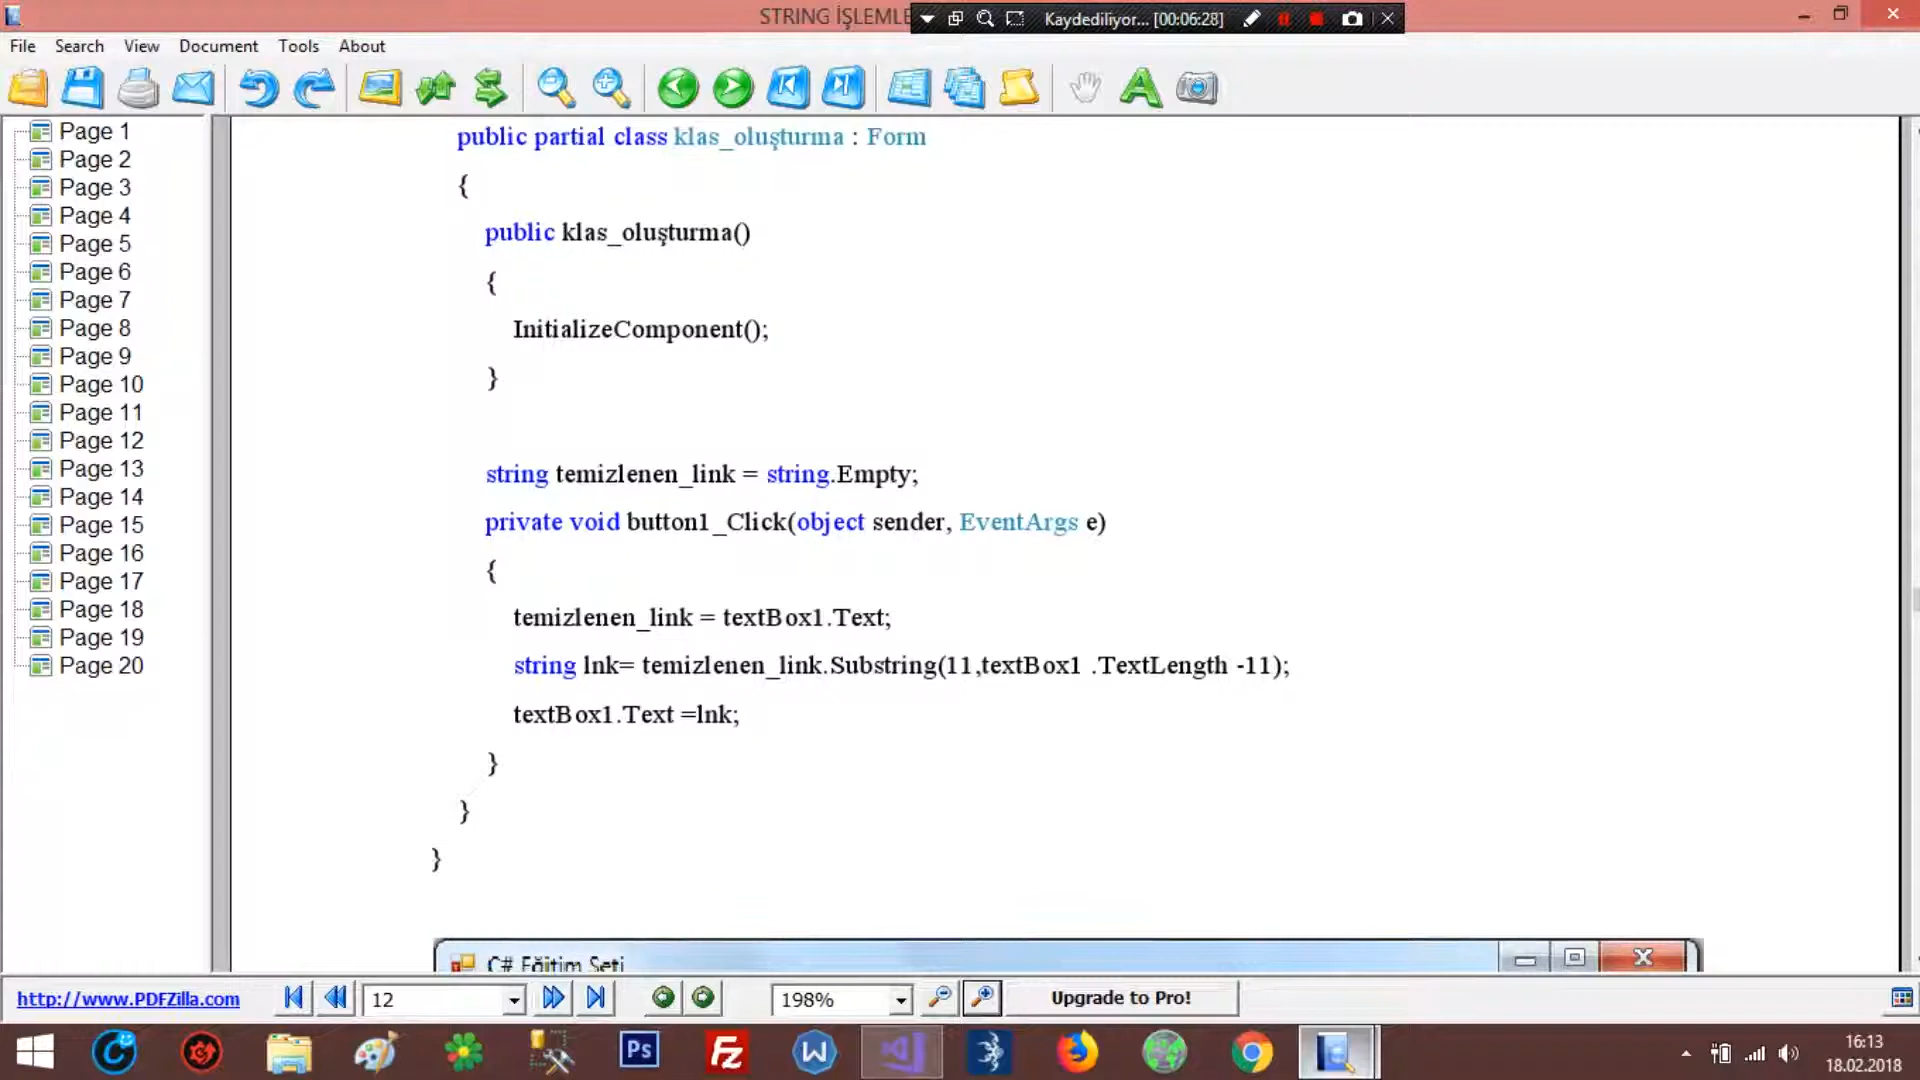 STRING İŞLEMLE
Kaydediliyor... [00:06:28]
File Search View Document Tools About
Page 1
Page 2
Page 3
Page 4
Page 5
Page 6
Page 7
Page 8
Page 9
Page 10
Page 11
Page 12
Page 13
Page 14
Page 15
Page 16
Page 17
Page 18
Page 19
Page 20
public partial class klas_oluşturma : Form
{
public klas_oluşturma()
{
InitializeComponent();
}
string temizlenen_link = string.Empty;
private void button1_Click(object sender, EventArgs e)
{
temizlenen_link = textBox1.Text;
string lnk= temizlenen_link.Substring(11,textBox1 .TextLength -11);
textBox1.Text =lnk;
}
}
}
C# Eğitim Seti
http://www.PDFZilla.com 12 198% Upgrade to Pro!
Ps
Fz
W
16:13
18.02.2018